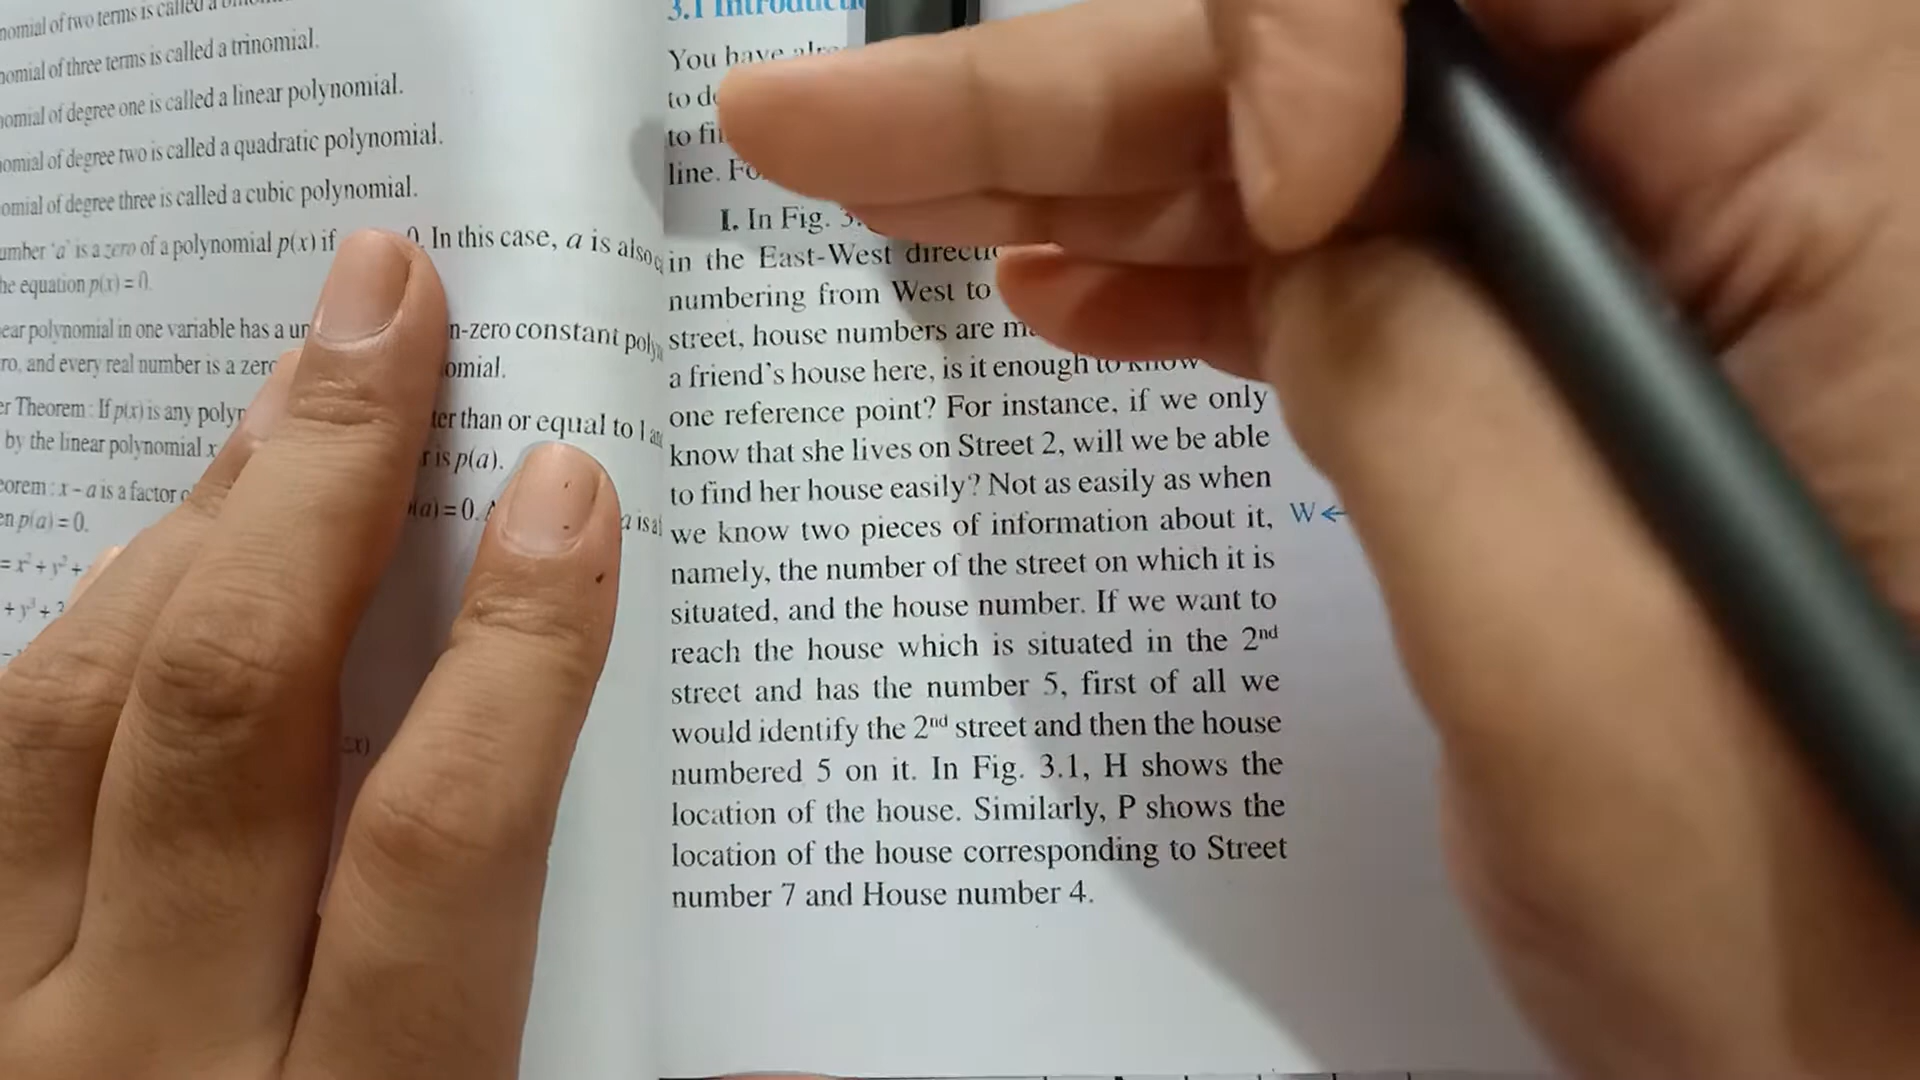 nomial of two terms is called a
nomial of three terms is called a trinomial.
nomial of degree one is called a linear polynomial.
nomial of degree two is called a quadratic polynomial.
omial of degree three is called a cubic polynomial.
umber 'a' is a zero of a polynomial p(x) if 0. In this case, a is also
he equation p(x) = 0.
ear polynomial in one variable has a un n-zero constant poly
ro, and every real number is a zero omial.
er Theorem : If p(x) is any polyn ter than or equal to 1 and
by the linear polynomial x r is p(a).
eorem : x – a is a factor o (a) = 0.
en p(a) = 0. a is al
= x² + y² +
+ y³ + 3
zx)
3.1 Introducti
You have alre
to de
to fin
line. Fo
I. In Fig. 3.
in the East-West directi
numbering from West to
street, house numbers are m
a friend's house here, is it enough to know
one reference point? For instance, if we only
know that she lives on Street 2, will we be able
to find her house easily? Not as easily as when
we know two pieces of information about it,
namely, the number of the street on which it is
situated, and the house number. If we want to
reach the house which is situated in the 2nd
street and has the number 5, first of all we
would identify the 2nd street and then the house
numbered 5 on it. In Fig. 3.1, H shows the
location of the house. Similarly, P shows the
location of the house corresponding to Street
number 7 and House number 4.
W←